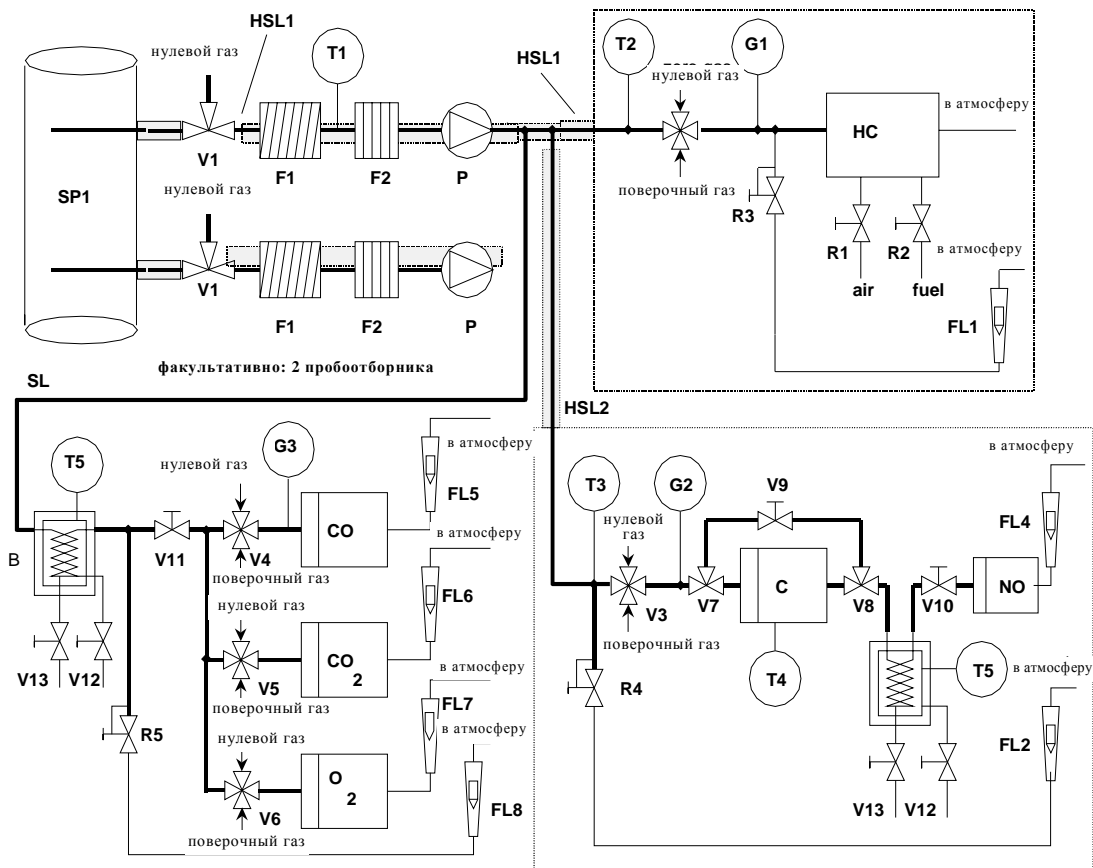 HSL1
нулевой газ
T1
V1
F1
F2
P
SP1
нулевой газ
V1
F1
F2
P
факультативно: 2 пробоотборника
HSL1
T2
G1
нулевой газ
поверочный газ
HC
в атмосферу
R3
R1
R2
air
fuel
в атмосферу
FL1
SL
HSL2
T5
B
V13
V12
V11
R5
нулевой газ
G3
V4
CO
поверочный газ
в атмосферу
FL5
нулевой газ
V5
CO
2
поверочный газ
в атмосферу
FL6
нулевой газ
V6
O
2
поверочный газ
в атмосферу
FL7
в атмосферу
FL8
T3
G2
V9
нулевой
газ
V3
поверочный газ
V7
C
V8
T4
R4
V10
NO
в атмосферу
FL4
T5
V13
V12
в атмосферу
FL2